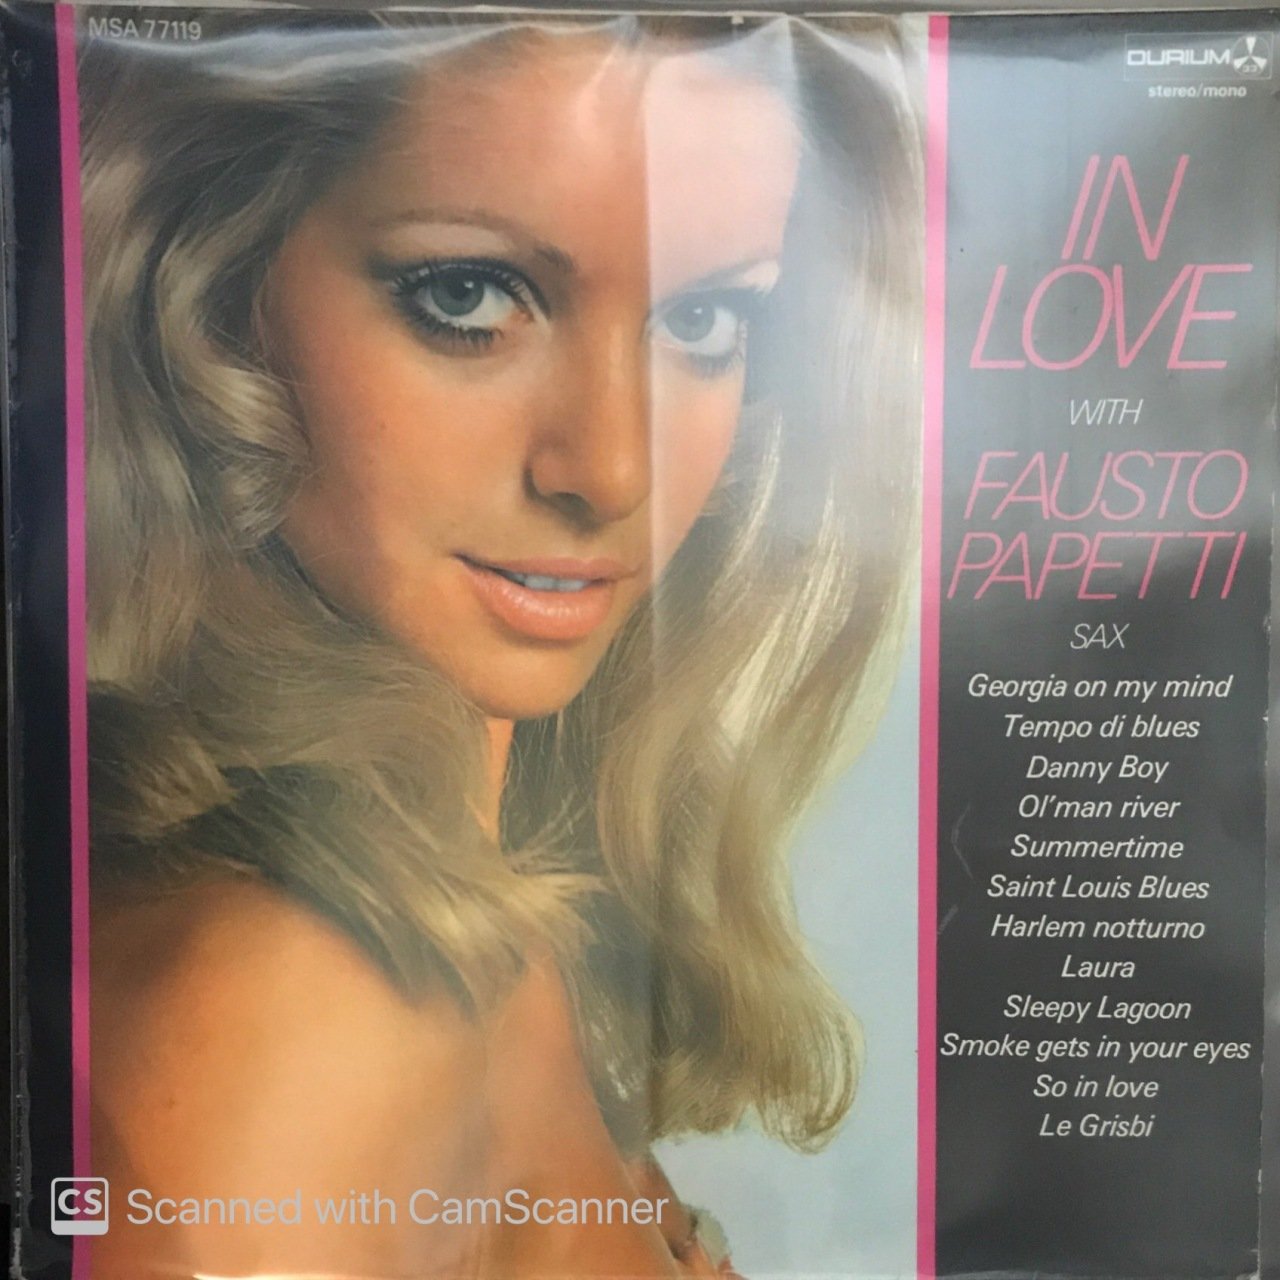 MSA 77119
DURIUM
33
stereo/mono
IN
LOVE
WITH
FAUSTO
PAPETTI
SAX
Georgia on my mind
Tempo di blues
Danny Boy
Ol'man river
Summertime
Saint Louis Blues
Harlem notturno
Laura
Sleepy Lagoon
Smoke gets in your eyes
So in love
Le Grisbi
CS Scanned with CamScanner